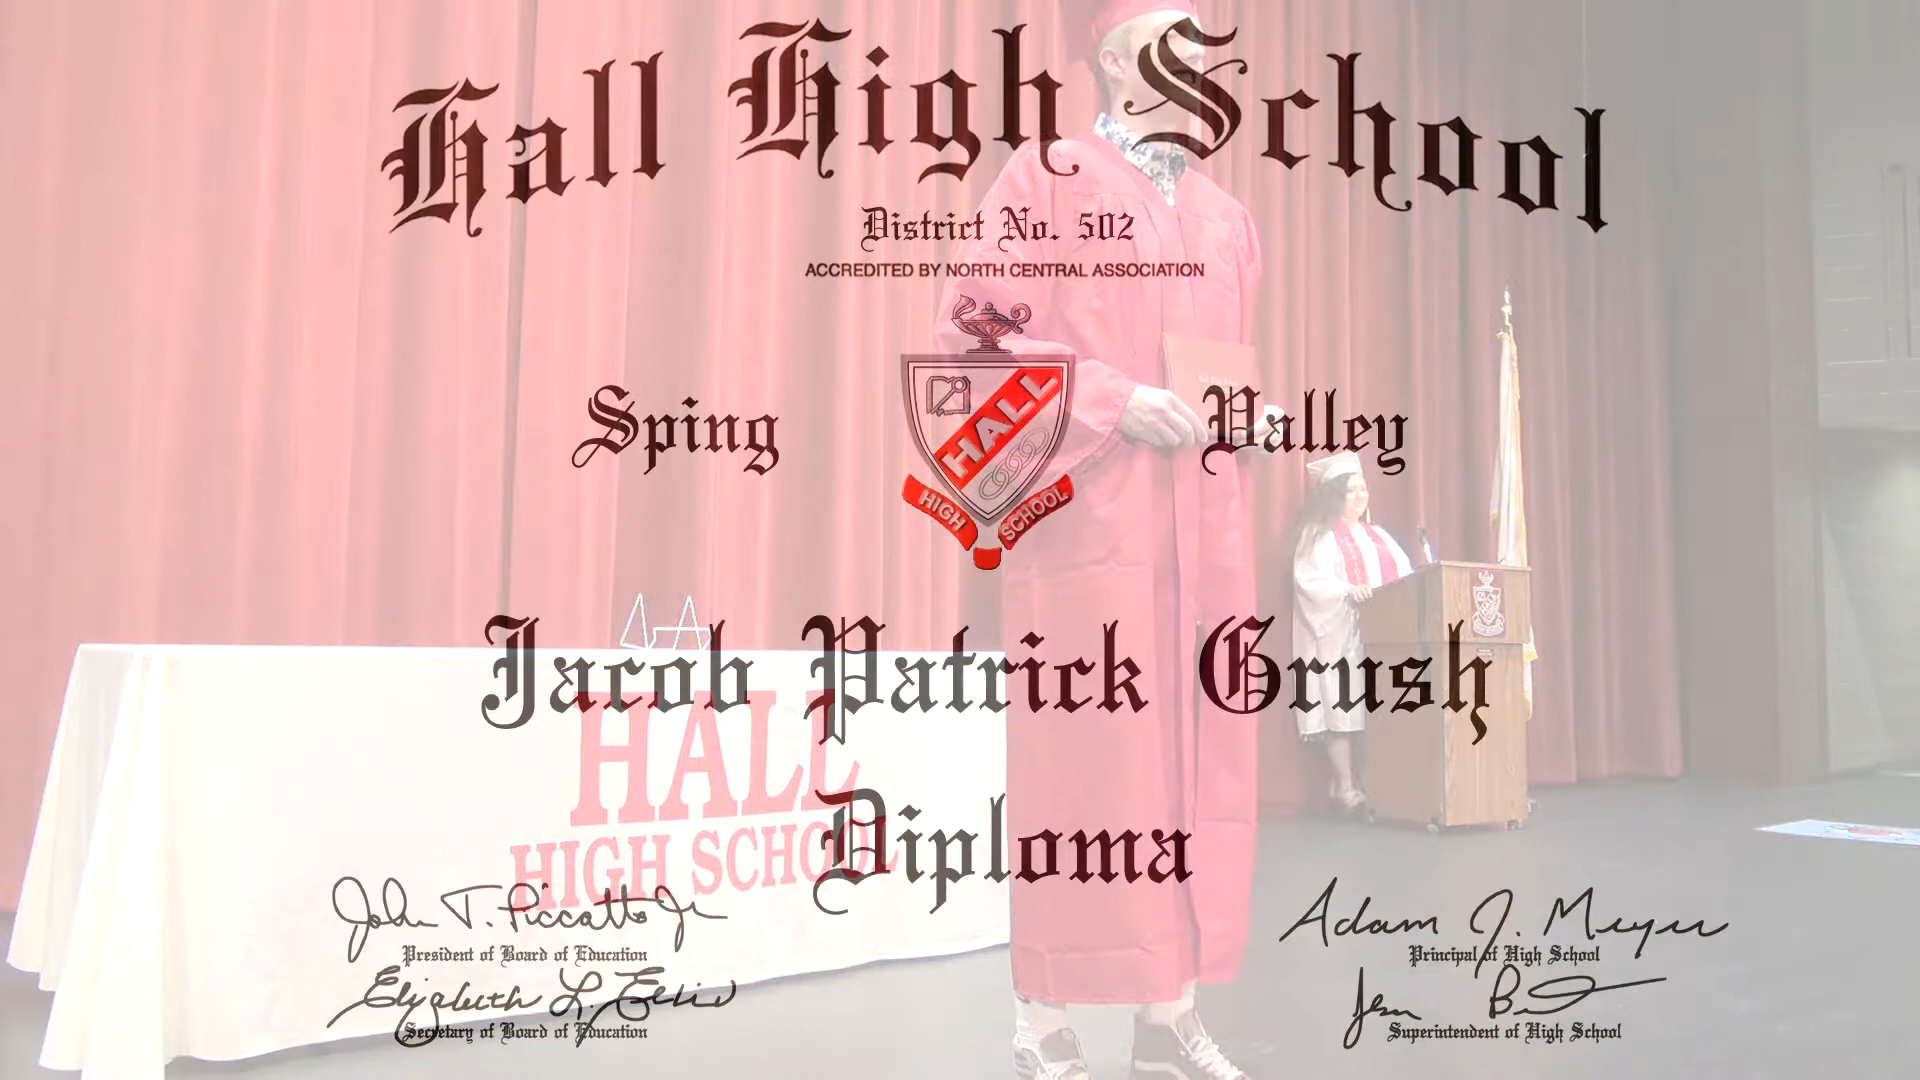 Hall High School
District No. 502
ACCREDITED BY NORTH CENTRAL ASSOCIATION
HALL
HIGH SCHOOL
Sping Valley
Jacob Patrick Grush
HALL
HIGH SCHOOL
Diploma
John T. Piccatto Jr
President of Board of Education
Elizabeth L.
Secretary of Board of Education
Adam J. Meyer
Principal of High School
Superintendent of High School